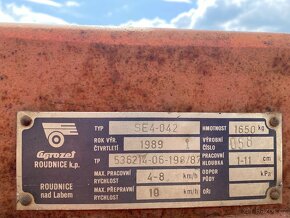 TYP SE4-042 HMOTNOST 1650 kg
ROK VÝR. ČTVRTLETÍ 1989 VÝROBNÍ ČÍSLO 058
TP 536214-06-198/82 PRACOVNÍ HLOUBKA 1-11 cm
MAX. PRACOVNÍ RYCHLOST 4-8 km/h ODPOR PŮDY kPa
MAX. PŘEPRAVNÍ RYCHLOST 10 km/h
Agrozet
ROUDNICE k.p.
ROUDNICE
nad Labem